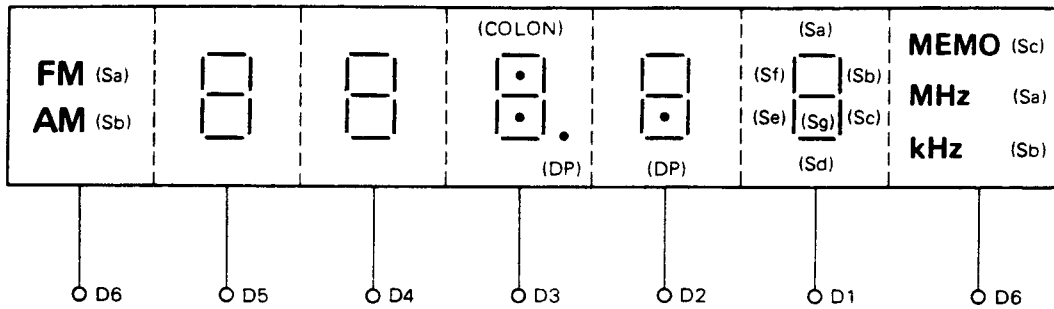 (COLON) (Sa) MEMO (Sc)
FM (Sa) (Sf) (Sb)
MHz (Sa)
AM (Sb) (Se) (Sg) (Sc)
kHz (Sb)
(DP) (DP) (Sd)
D6 D5 D4 D3 D2 D1 D6